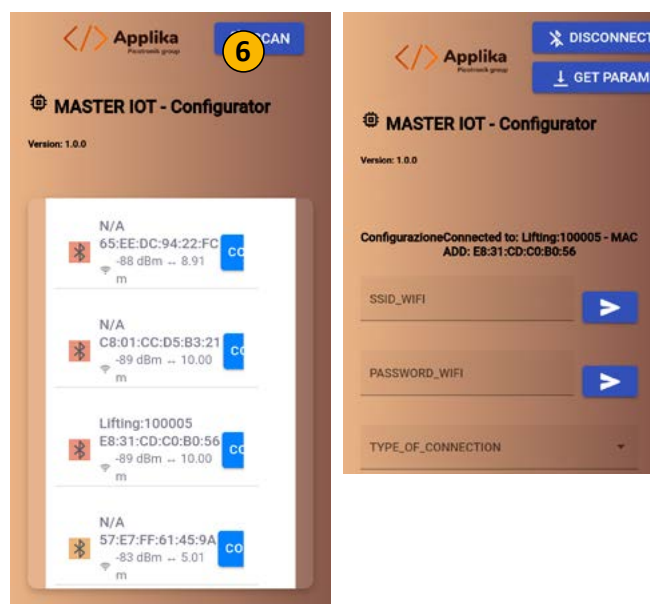 </> Applika
Picotronik group
6
CAN
MASTER IOT - Configurator
Version: 1.0.0
N/A
65:EE:DC:94:22:FC
-88 dBm ↔ 8.91
m
CO
N/A
C8:01:CC:D5:B3:21
-89 dBm ↔ 10.00
m
CO
Lifting:100005
E8:31:CD:C0:B0:56
-89 dBm ↔ 10.00
m
CO
N/A
57:E7:FF:61:45:9A
-83 dBm ↔ 5.01
m
CO
</> Applika
Picotronik group
DISCONNECT
GET PARAM
MASTER IOT - Configurator
Version: 1.0.0
ConfigurazioneConnected to: Lifting:100005 - MAC
ADD: E8:31:CD:C0:B0:56
SSID_WIFI
PASSWORD_WIFI
TYPE_OF_CONNECTION